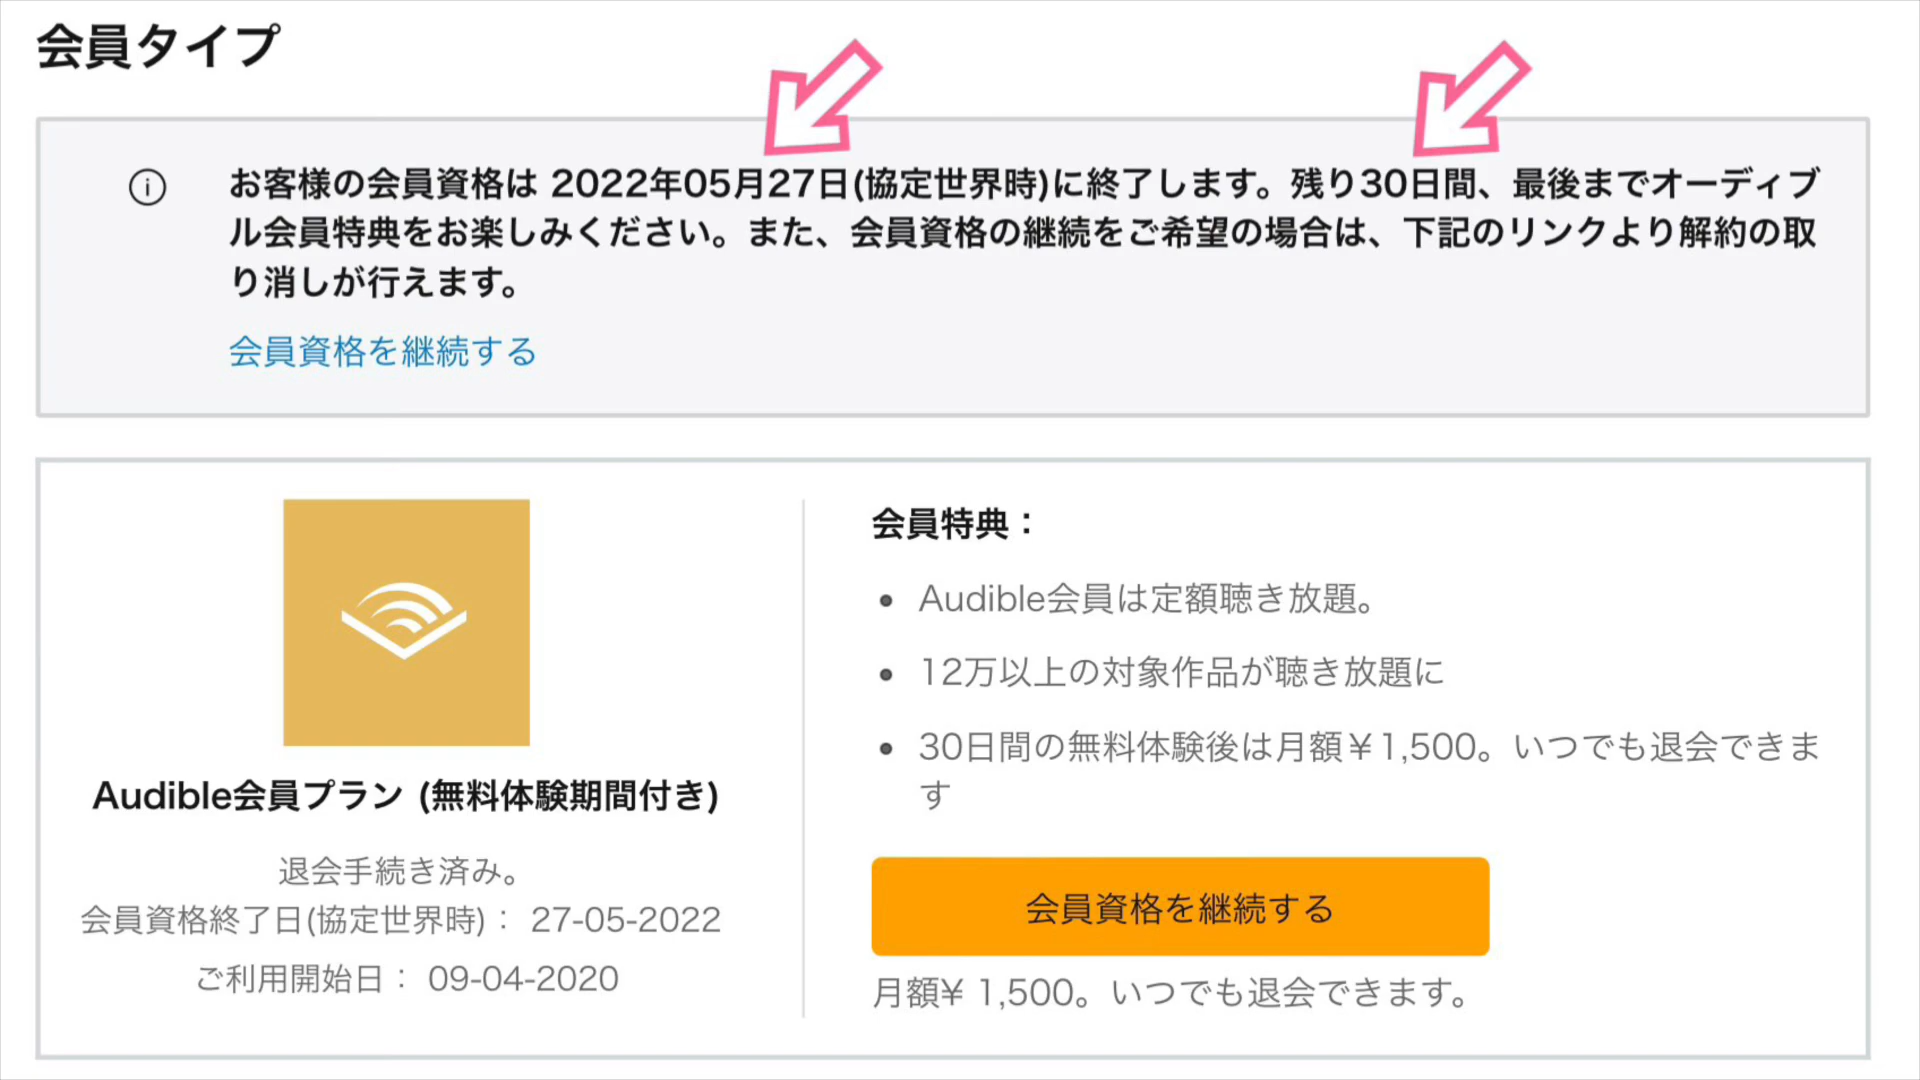 会員タイプ
お客様の会員資格は 2022年05月27日(協定世界時)に終了します。残り30日間、最後までオーディブ
ル会員特典をお楽しみください。また、会員資格の継続をご希望の場合は、下記のリンクより解約の取
り消しが行えます。
会員資格を継続する
Audible会員プラン (無料体験期間付き)
退会手続き済み。
会員資格終了日(協定世界時)： 27-05-2022
ご利用開始日： 09-04-2020
会員特典：
Audible会員は定額聴き放題。
12万以上の対象作品が聴き放題に
30日間の無料体験後は月額￥1,500。いつでも退会できま
す
会員資格を継続する
月額¥ 1,500。いつでも退会できます。